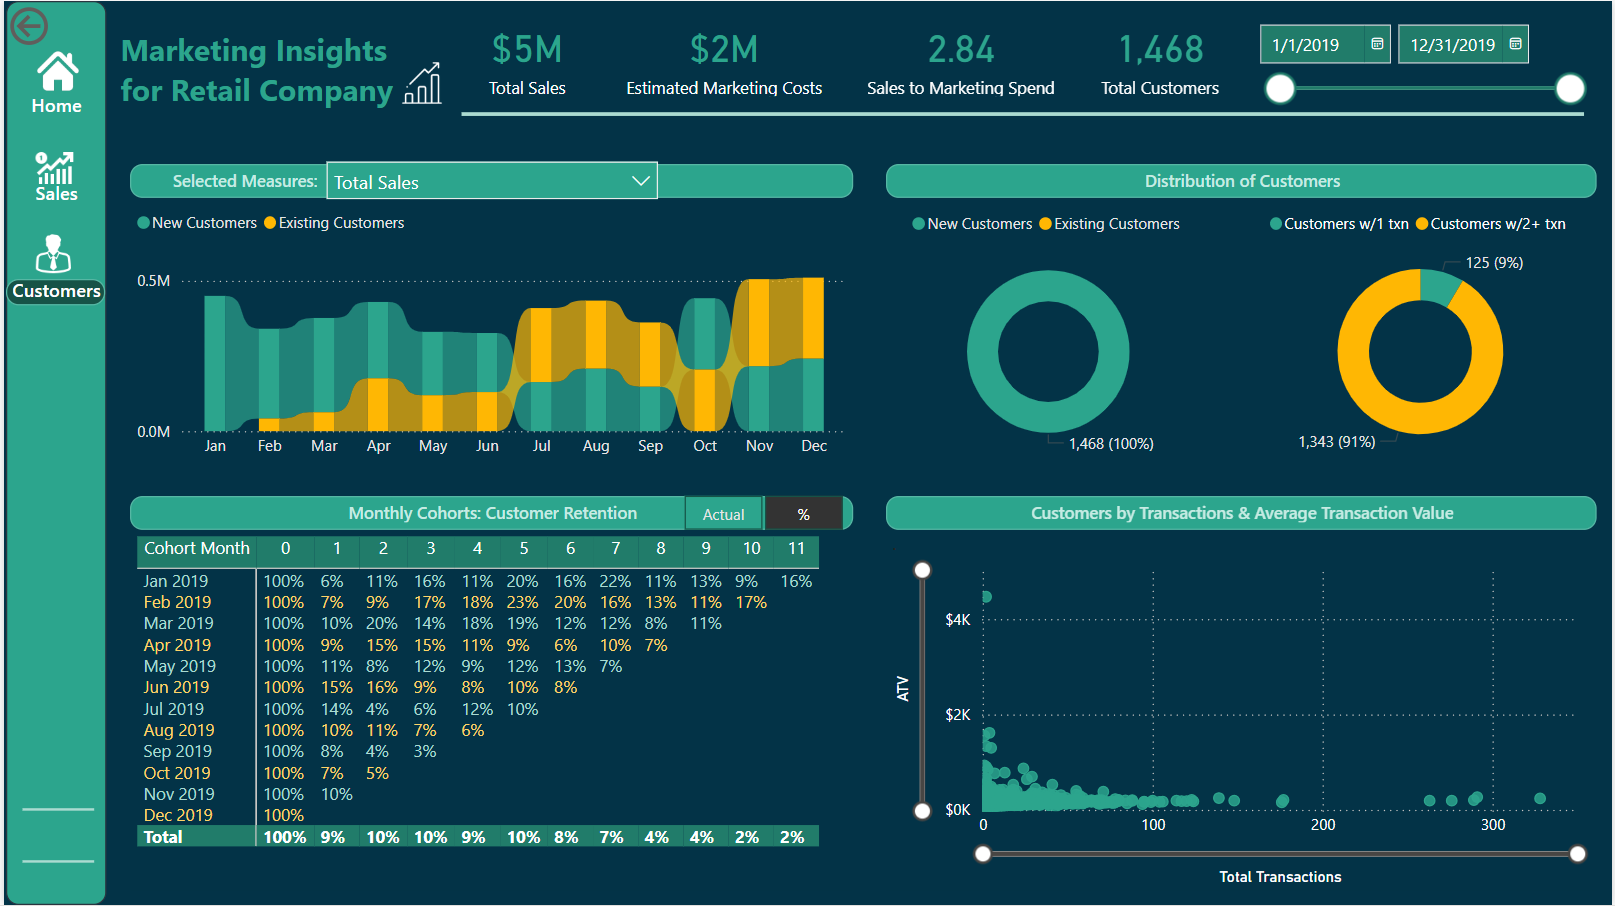 Home
Sales
Customers
Marketing Insights
for Retail Company
$5M
Total Sales
$2M
Estimated Marketing Costs
2.84
Sales to Marketing Spend
1,468
Total Customers
1/1/2019
12/31/2019
Selected Measures:
Total Sales
New Customers
Existing Customers
0.5M
0.0M
Jan Feb Mar Apr May Jun Jul Aug Sep Oct Nov Dec
Distribution of Customers
New Customers
Existing Customers
1,468 (100%)
Customers w/1 txn
Customers w/2+ txn
125 (9%)
1,343 (91%)
Monthly Cohorts: Customer Retention
Actual
%
Cohort Month 0 1 2 3 4 5 6 7 8 9 10 11
Jan 2019 100% 6% 11% 16% 11% 20% 16% 22% 11% 13% 9% 16%
Feb 2019 100% 7% 9% 17% 18% 23% 20% 16% 13% 11% 17%
Mar 2019 100% 10% 20% 14% 18% 19% 12% 12% 8% 11%
Apr 2019 100% 9% 15% 15% 11% 9% 6% 10% 7%
May 2019 100% 11% 8% 12% 9% 12% 13% 7%
Jun 2019 100% 15% 16% 9% 8% 10% 8%
Jul 2019 100% 14% 4% 6% 12% 10%
Aug 2019 100% 10% 11% 7% 6%
Sep 2019 100% 8% 4% 3%
Oct 2019 100% 7% 5%
Nov 2019 100% 10%
Dec 2019 100%
Total 100% 9% 10% 10% 9% 10% 8% 7% 4% 4% 2% 2%
Customers by Transactions & Average Transaction Value
ATV
$4K
$2K
$0K
0 100 200 300
Total Transactions